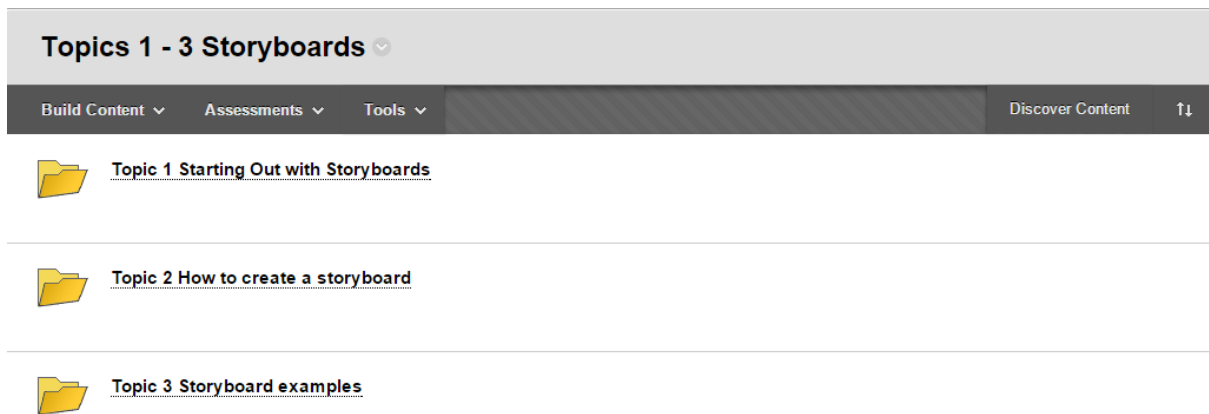 Topics 1 - 3 Storyboards
Build Content Assessments Tools Discover Content
Topic 1 Starting Out with Storyboards
Topic 2 How to create a storyboard
Topic 3 Storyboard examples